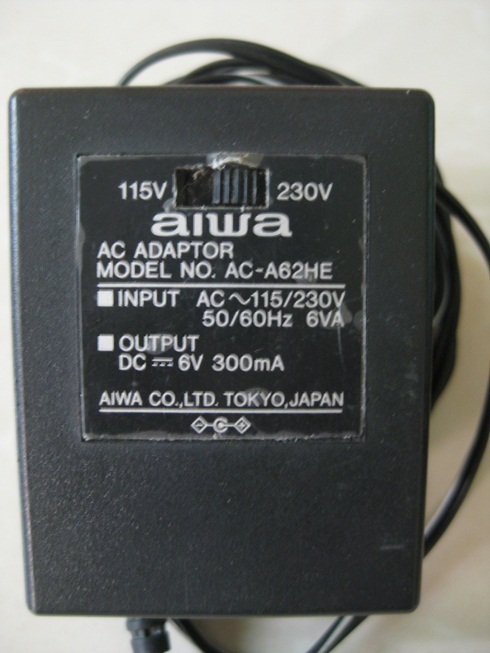 115V 230V
aiwa
AC ADAPTOR
MODEL NO. AC-A62HE
■ INPUT AC～115/230V
50/60Hz 6VA
■ OUTPUT
DC ⎓ 6V 300mA
AIWA CO.,LTD. TOKYO,JAPAN